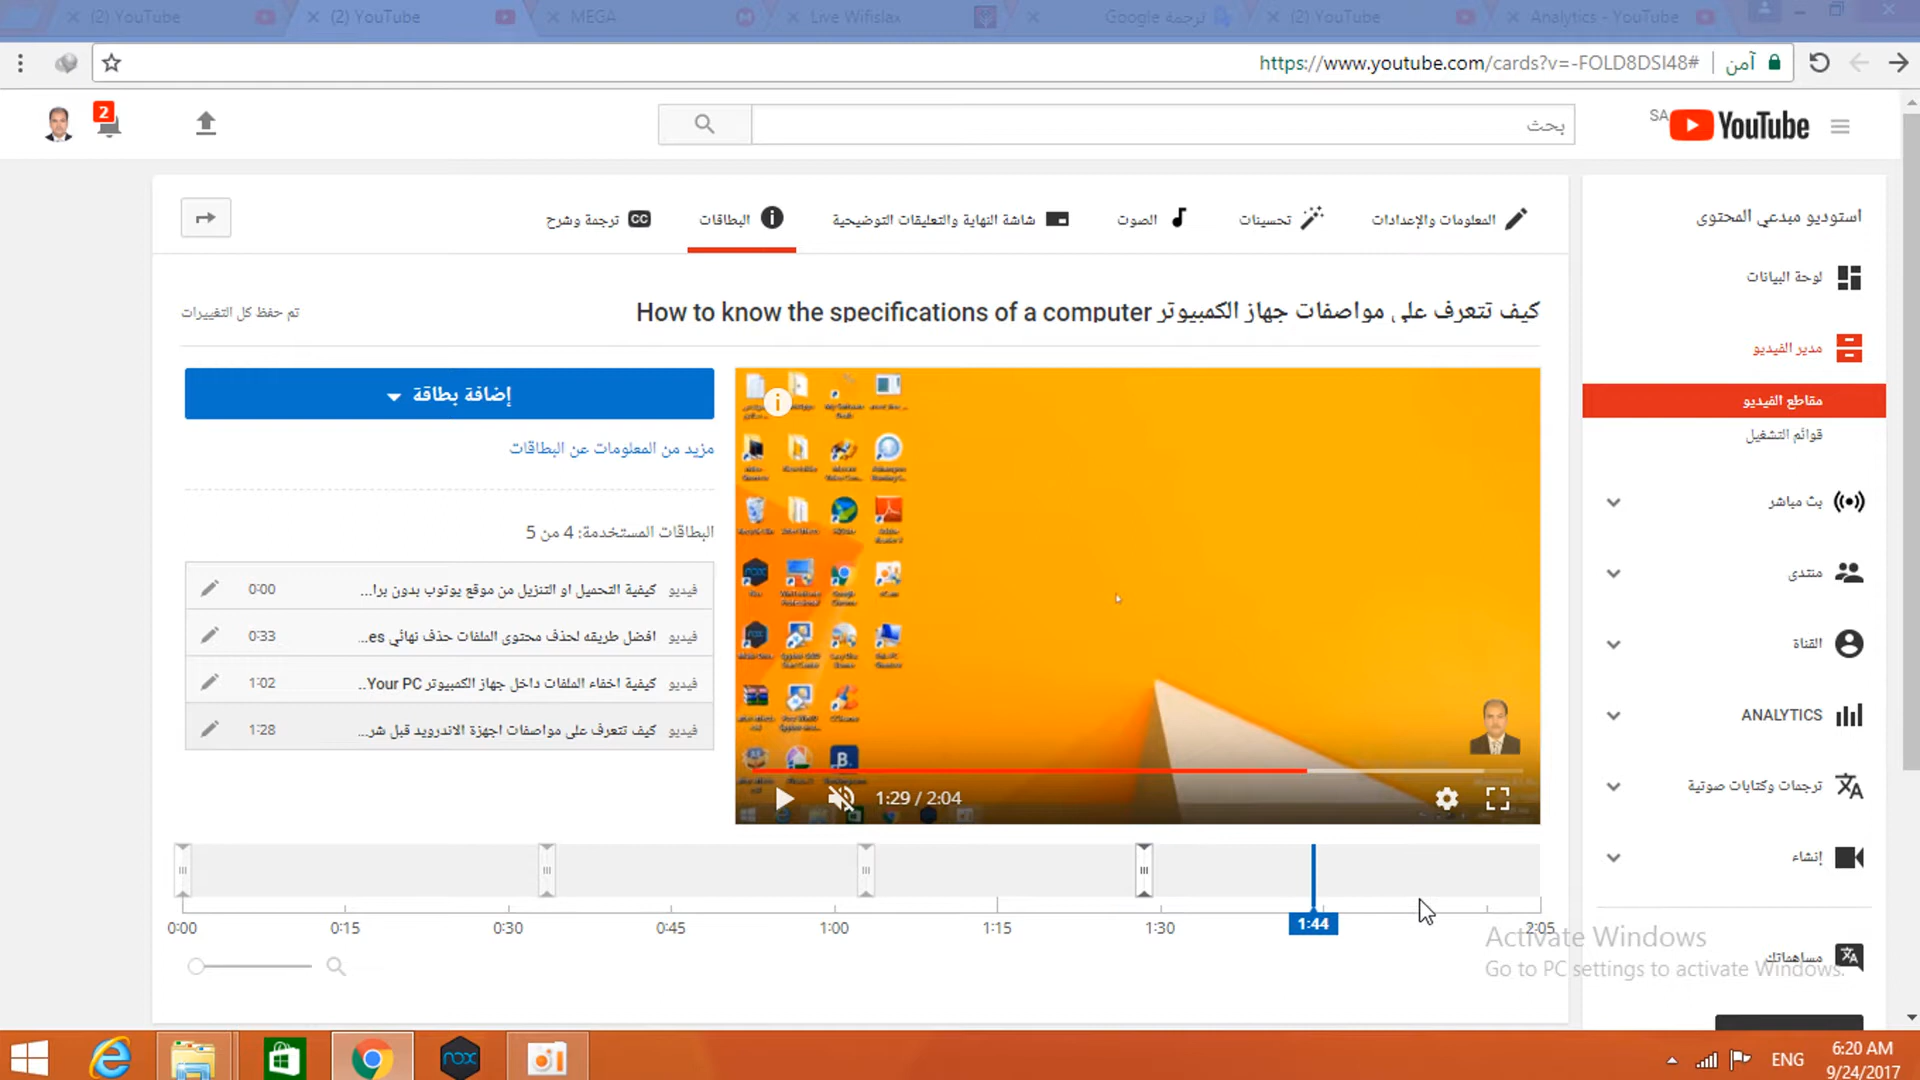 (2) YouTube
(2) YouTube
MEGA
Live Wifislax
ترجمة Google
(2) YouTube
Analytics - YouTube
https://www.youtube.com/cards?v=-FOLD8DSI48#
آمن
2
بحث
SA
YouTube
المعلومات والإعدادات
تحسينات
الصوت
شاشة النهاية والتعليقات التوضيحية
البطاقات
ترجمة وشرح
CC
كيف تتعرف على مواصفات جهاز الكمبيوتر How to know the specifications of a computer
تم حفظ كل التغييرات
إضافة بطاقة
مزيد من المعلومات عن البطاقات
البطاقات المستخدمة: 4 من 5
فيديو كيفية التحميل او التنزيل من موقع يوتوب بدون برا... 0:00
فيديو افضل طريقه لحذف محتوى الملفات حذف نهائي es... 0:33
فيديو كيفية اخفاء الملفات داخل جهاز الكمبيوتر Your PC.. 1:02
فيديو كيف تتعرف على مواصفات اجهزة الاندرويد قبل شر... 1:28
1:29 / 2:04
0:00 0:15 0:30 0:45 1:00 1:15 1:30 1:44 2:05
استوديو مبدعي المحتوى
لوحة البيانات
مدير الفيديو
مقاطع الفيديو
قوائم التشغيل
بث مباشر
منتدى
القناة
ANALYTICS
ترجمات وكتابات صوتية
إنشاء
مساهماتك
Activate Windows
Go to PC settings to activate Windows.
nox
ENG
6:20 AM
9/24/2017